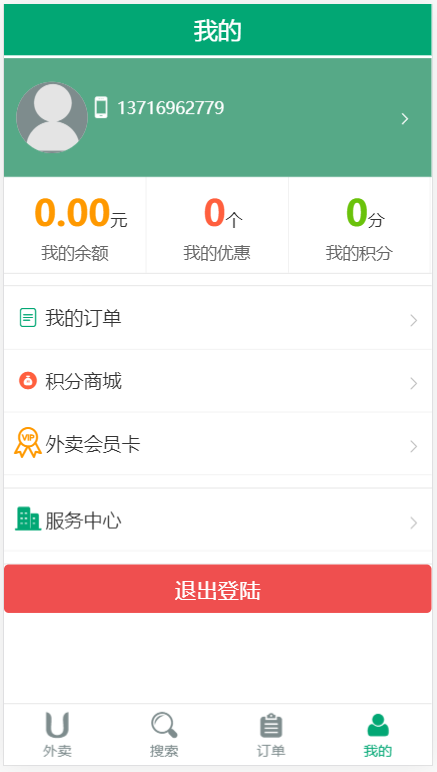 我的
13716962779
0.00元
0个
0分
我的余额
我的优惠
我的积分
我的订单
积分商城
VIP
外卖会员卡
服务中心
退出登陆
外卖
搜索
订单
我的